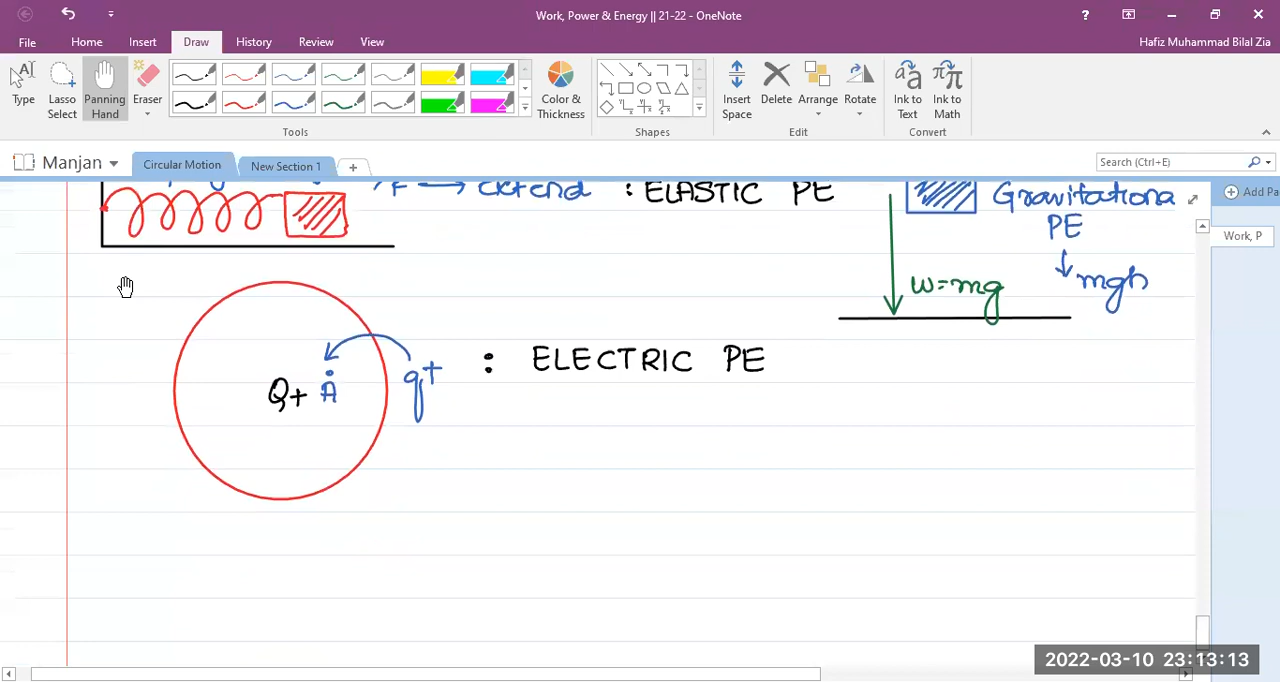 Work, Power & Energy || 21-22 - OneNote
?
File Home Insert Draw History Review View
Hafiz Muhammad Bilal Zia
Type
Lasso Select
Panning Hand
Eraser
Color & Thickness
Insert Space
Delete
Arrange
Rotate
Ink to Text
Ink to Math
Tools
Shapes
Edit
Convert
Manjan
Circular Motion
New Section 1
Search (Ctrl+E)
Add Pa
Work, P
extend : ELASTIC PE
Gravitationa
PE
w=mg
mgh
: ELECTRIC PE
Q+ A q+
2022-03-10 23:13:13